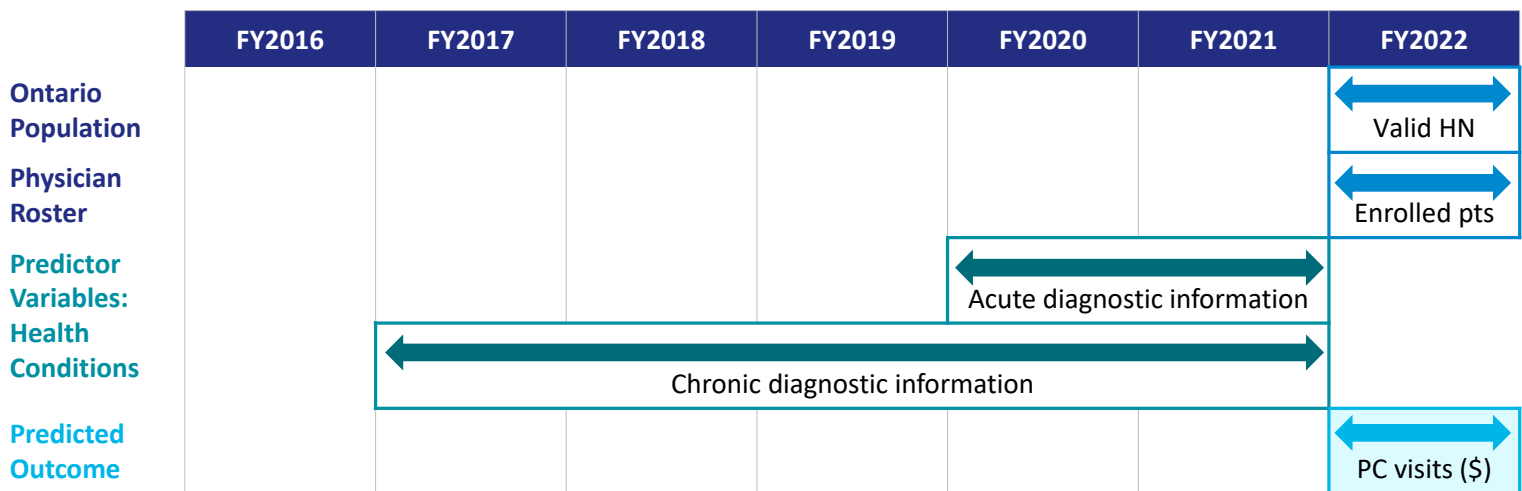 FY2016 FY2017 FY2018 FY2019 FY2020 FY2021 FY2022
Ontario
Population
Valid HN
Physician
Roster
Enrolled pts
Predictor
Variables:
Health
Conditions
Acute diagnostic information
Chronic diagnostic information
Predicted
Outcome
PC visits ($)